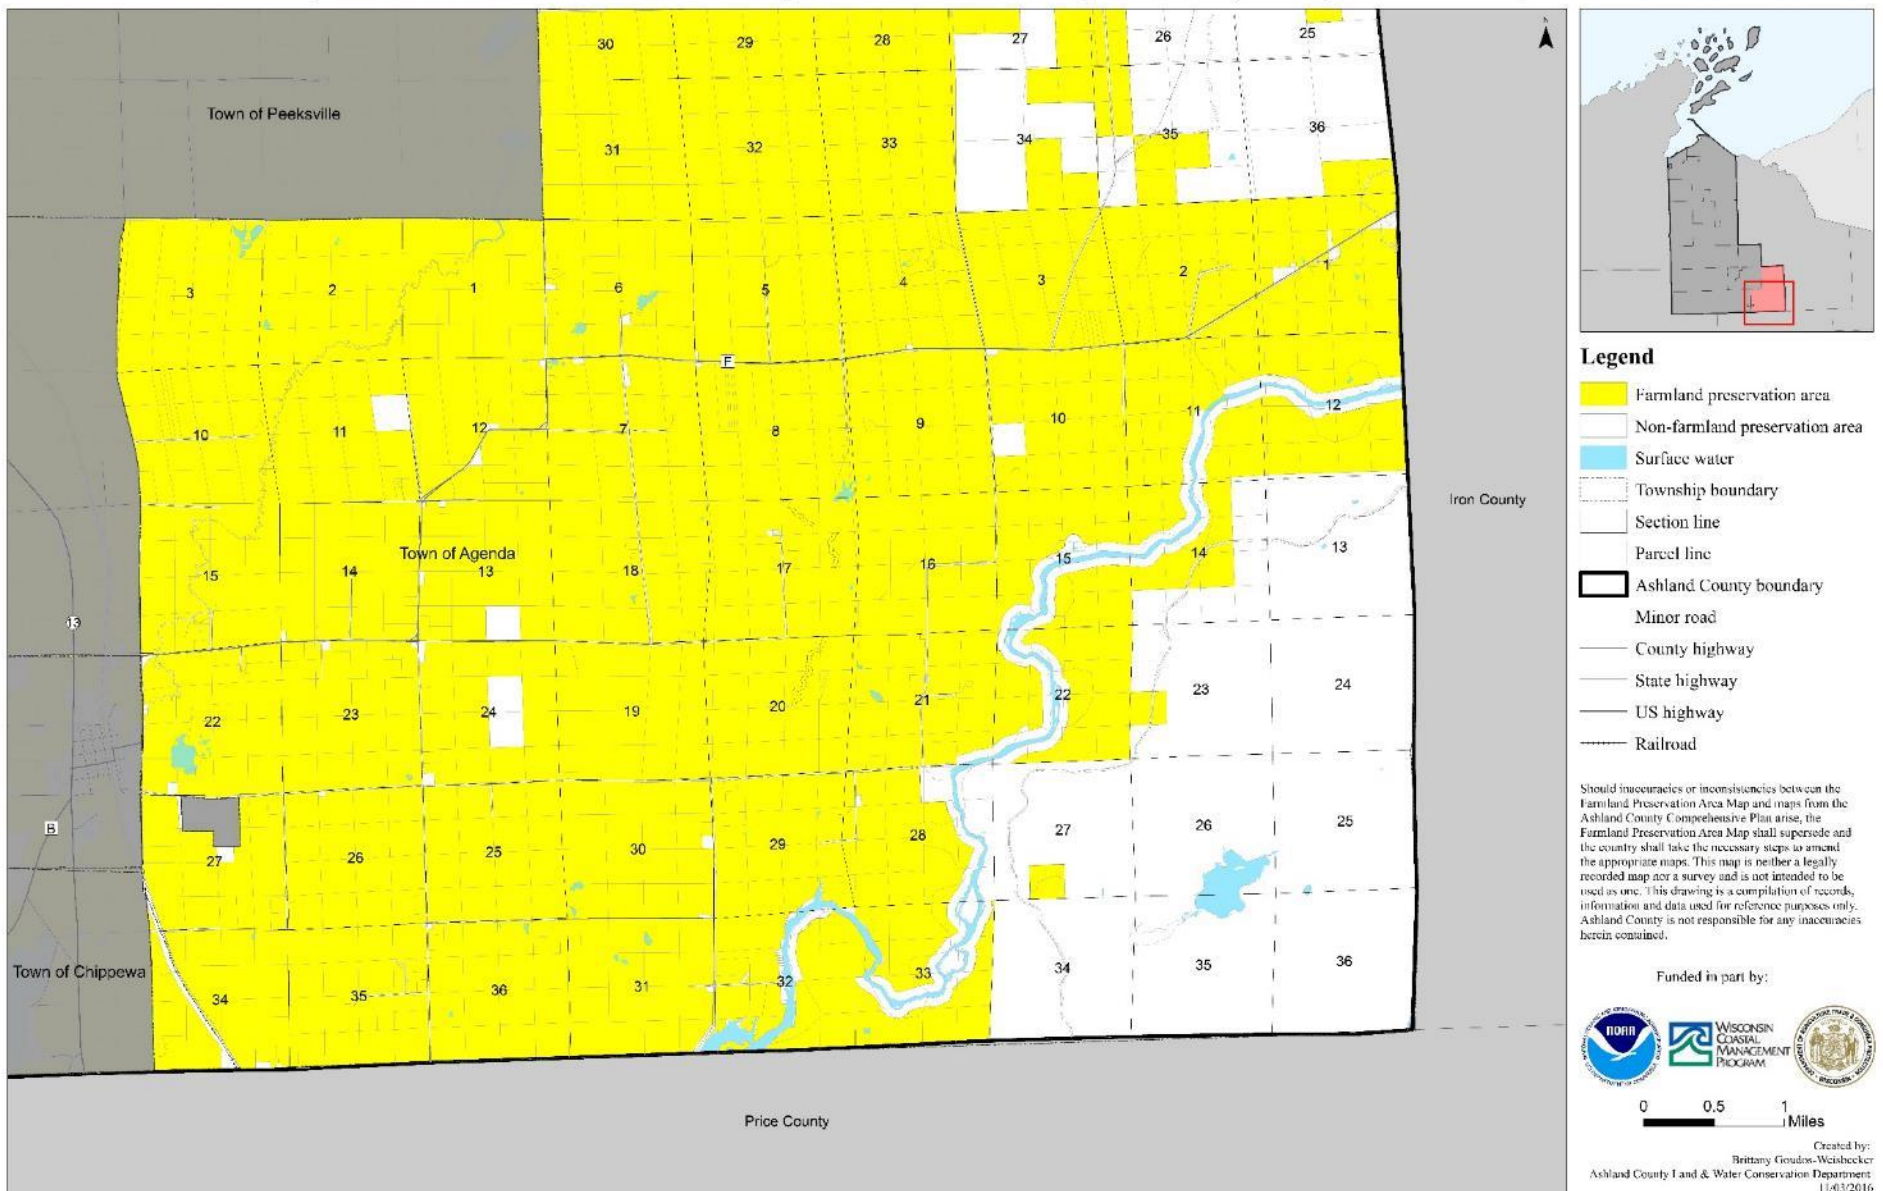 30
29
28
27
26
25
Town of Peeksville
31
32
33
34
35
36
3
2
1
6
5
4
3
2
1
F
10
11
12
7
8
9
10
11
12
Iron County
Town of Agenda
15
14
13
18
17
16
15
14
13
13
22
23
24
19
20
21
22
23
24
B
27
26
25
30
29
28
27
26
25
Town of Chippewa
34
35
36
31
32
33
34
35
36
Price County
N
Legend
Farmland preservation area
Non-farmland preservation area
Surface water
Township boundary
Section line
Parcel line
Ashland County boundary
Minor road
County highway
State highway
US highway
Railroad
Should inaccuracies or inconsistencies between the
Farmland Preservation Area Map and maps from the
Ashland County Comprehensive Plan arise, the
Farmland Preservation Area Map shall supersede and
the country shall take the necessary steps to amend
the appropriate maps. This map is neither a legally
recorded map nor a survey and is not intended to be
used as one. This drawing is a compilation of records,
information and data used for reference purposes only.
Ashland County is not responsible for any inaccuracies
herein contained.
Funded in part by:
NOAA
WISCONSIN
COASTAL
MANAGEMENT
PROGRAM
0 0.5 1
Miles
Created by:
Brittany Goudos-Weisbecker
Ashland County Land & Water Conservation Department
11/03/2016